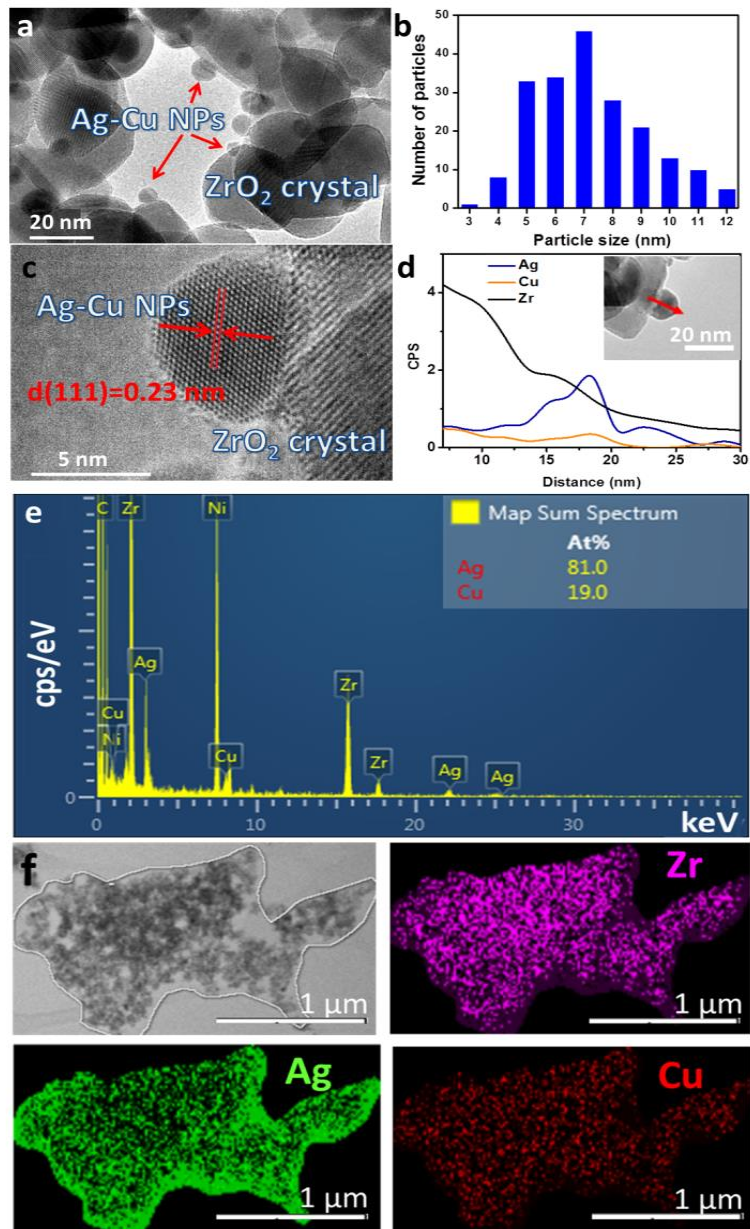 a
Ag-Cu NPs
ZrO₂ crystal
20 nm
b
50
40
30
20
10
0
Number of particles
3 4 5 6 7 8 9 10 11 12
Particle size (nm)
c
Ag-Cu NPs
d(111)=0.23 nm
ZrO₂ crystal
5 nm
d
Ag
Cu
Zr
20 nm
4
2
0
CPS
10 15 20 25 30
Distance (nm)
e
C Zr Ni
Map Sum Spectrum
At%
Ag 81.0
Cu 19.0
Ag
Zr
Cu
Ni
Cu
Zr
Ag
Ag
cps/eV
0
0 10 20 30
keV
f
1 µm
Zr
1 µm
Ag
1 µm
Cu
1 µm